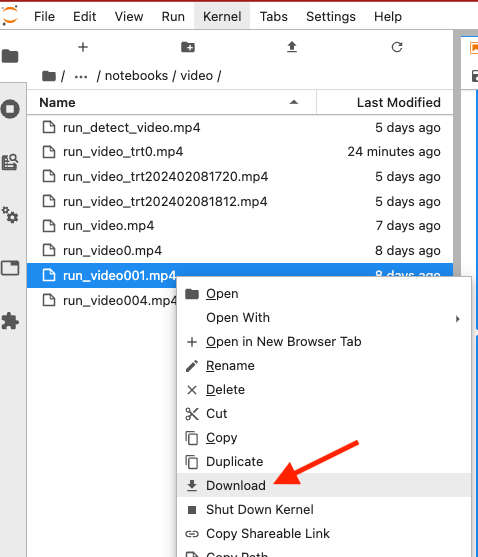 File Edit View Run Kernel Tabs Settings Help
/ ... / notebooks / video /
Name Last Modified
run_detect_video.mp4 5 days ago
run_video_trt0.mp4 24 minutes ago
run_video_trt202402081720.mp4 5 days ago
run_video_trt202402081812.mp4 5 days ago
run_video.mp4 7 days ago
run_video0.mp4 8 days ago
run_video001.mp4 8 days ago
run_video004.mp4
Open
Open With
Open in New Browser Tab
Rename
Delete
Cut
Copy
Duplicate
Download
Shut Down Kernel
Copy Shareable Link
Copy Path